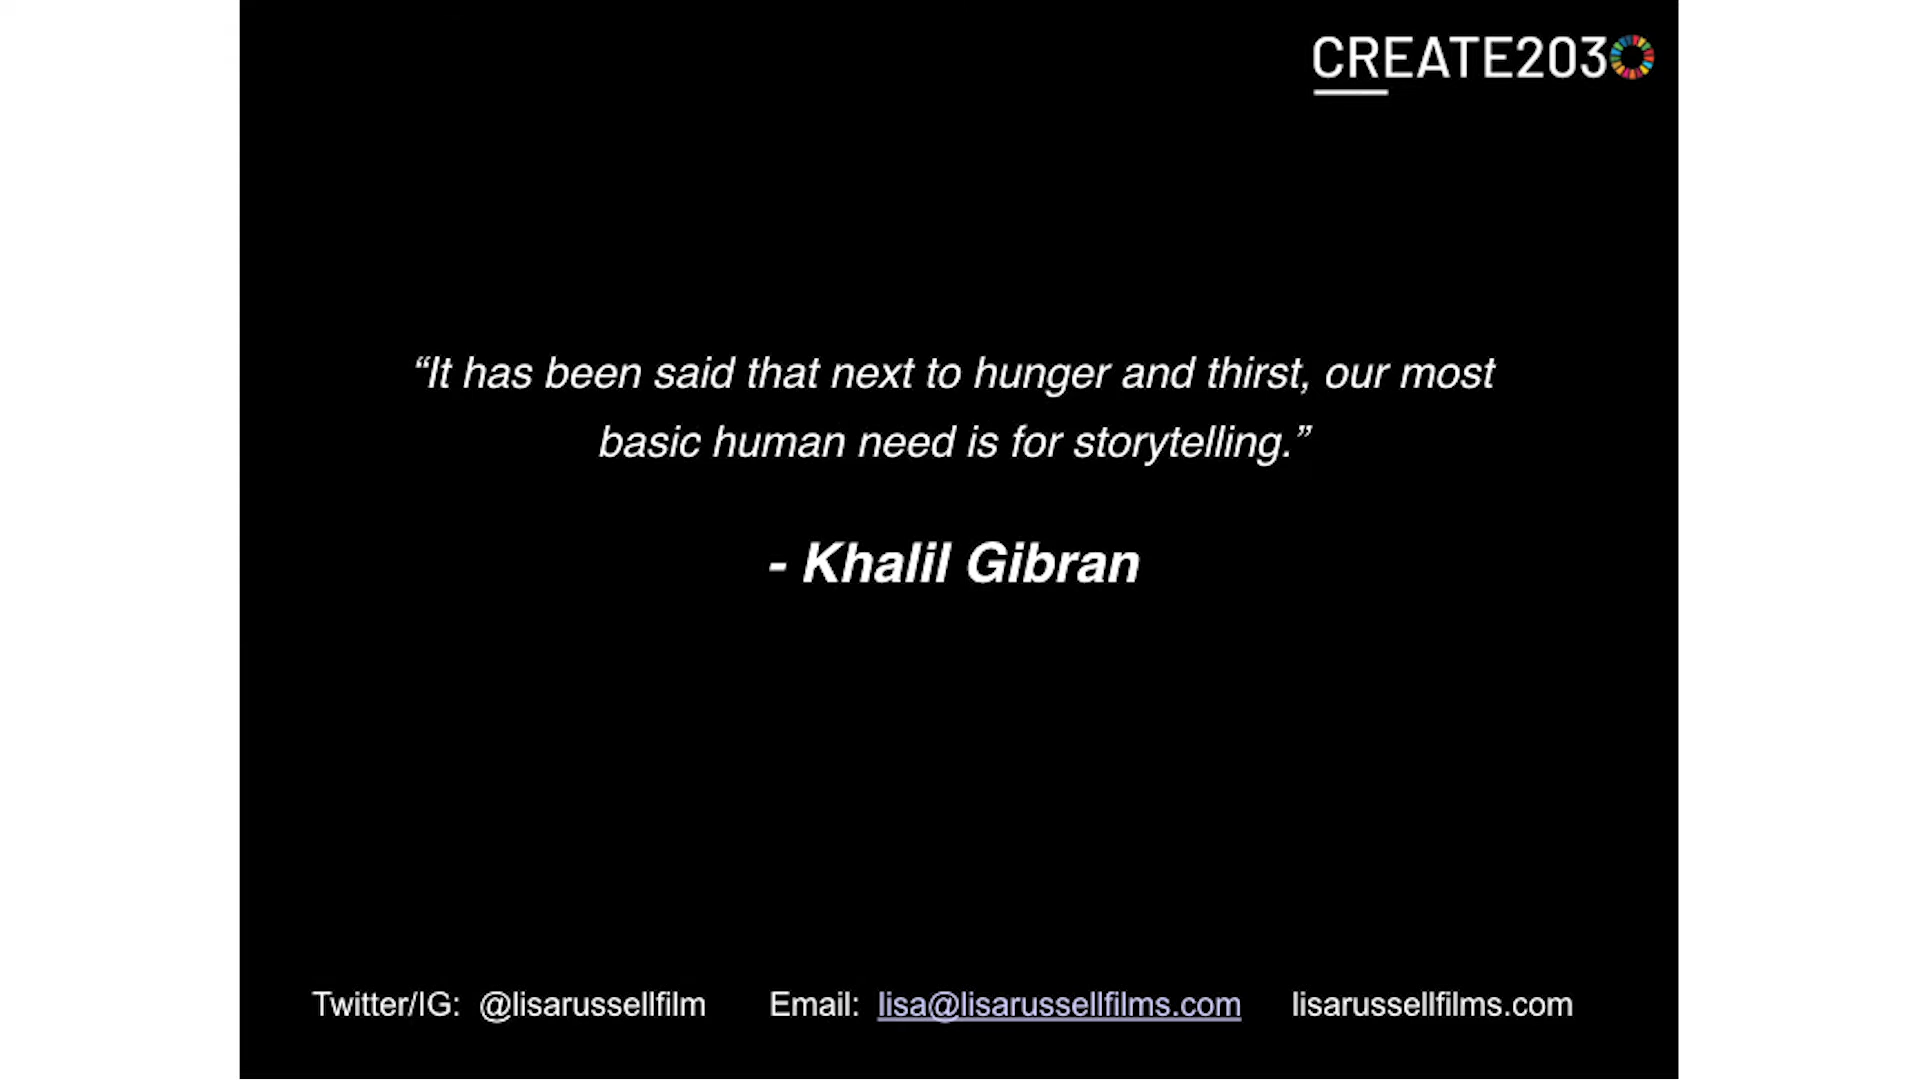 CREATE2030
“It has been said that next to hunger and thirst, our most
basic human need is for storytelling.”
- Khalil Gibran
Twitter/IG: @lisarussellfilm Email: lisa@lisarussellfilms.com lisarussellfilms.com